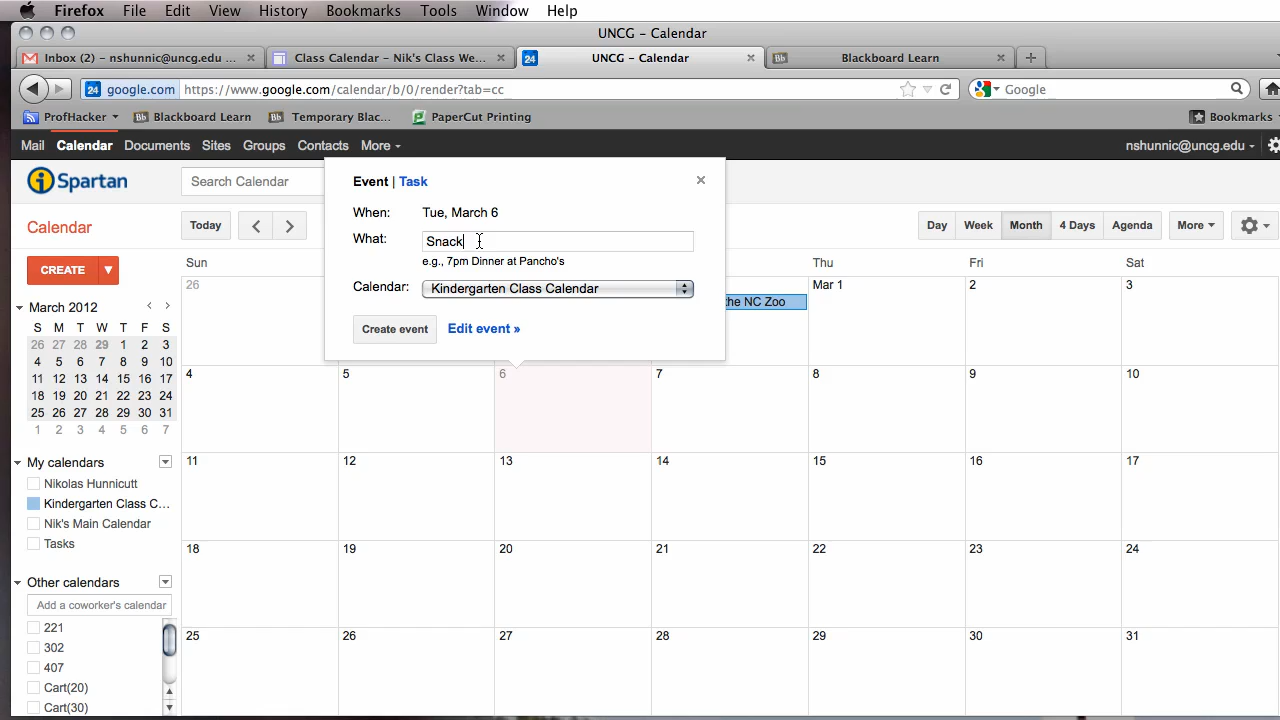 Firefox File Edit View History Bookmarks Tools Window Help
UNCG – Calendar
Inbox (2) – nshunnic@uncg.edu ... Class Calendar – Nik's Class We... 24 UNCG – Calendar Bb Blackboard Learn
24 google.com https://www.google.com/calendar/b/0/render?tab=cc Google
ProfHacker Bb Blackboard Learn Bb Temporary Blac... PaperCut Printing Bookmarks
Mail Calendar Documents Sites Groups Contacts More nshunnic@uncg.edu
Spartan Search Calendar
Event | Task
When: Tue, March 6
What: Snack
e.g., 7pm Dinner at Pancho's
Calendar: Kindergarten Class Calendar
Create event Edit event »
Calendar Today Day Week Month 4 Days Agenda More
CREATE
Sun Thu Fri Sat
26 Mar 1 2 3
the NC Zoo
4 5 6 7 8 9 10
11 12 13 14 15 16 17
18 19 20 21 22 23 24
25 26 27 28 29 30 31
March 2012
S M T W T F S
26 27 28 29 1 2 3
4 5 6 7 8 9 10
11 12 13 14 15 16 17
18 19 20 21 22 23 24
25 26 27 28 29 30 31
1 2 3 4 5 6 7
My calendars
Nikolas Hunnicutt
Kindergarten Class C...
Nik's Main Calendar
Tasks
Other calendars
Add a coworker's calendar
221
302
407
Cart(20)
Cart(30)